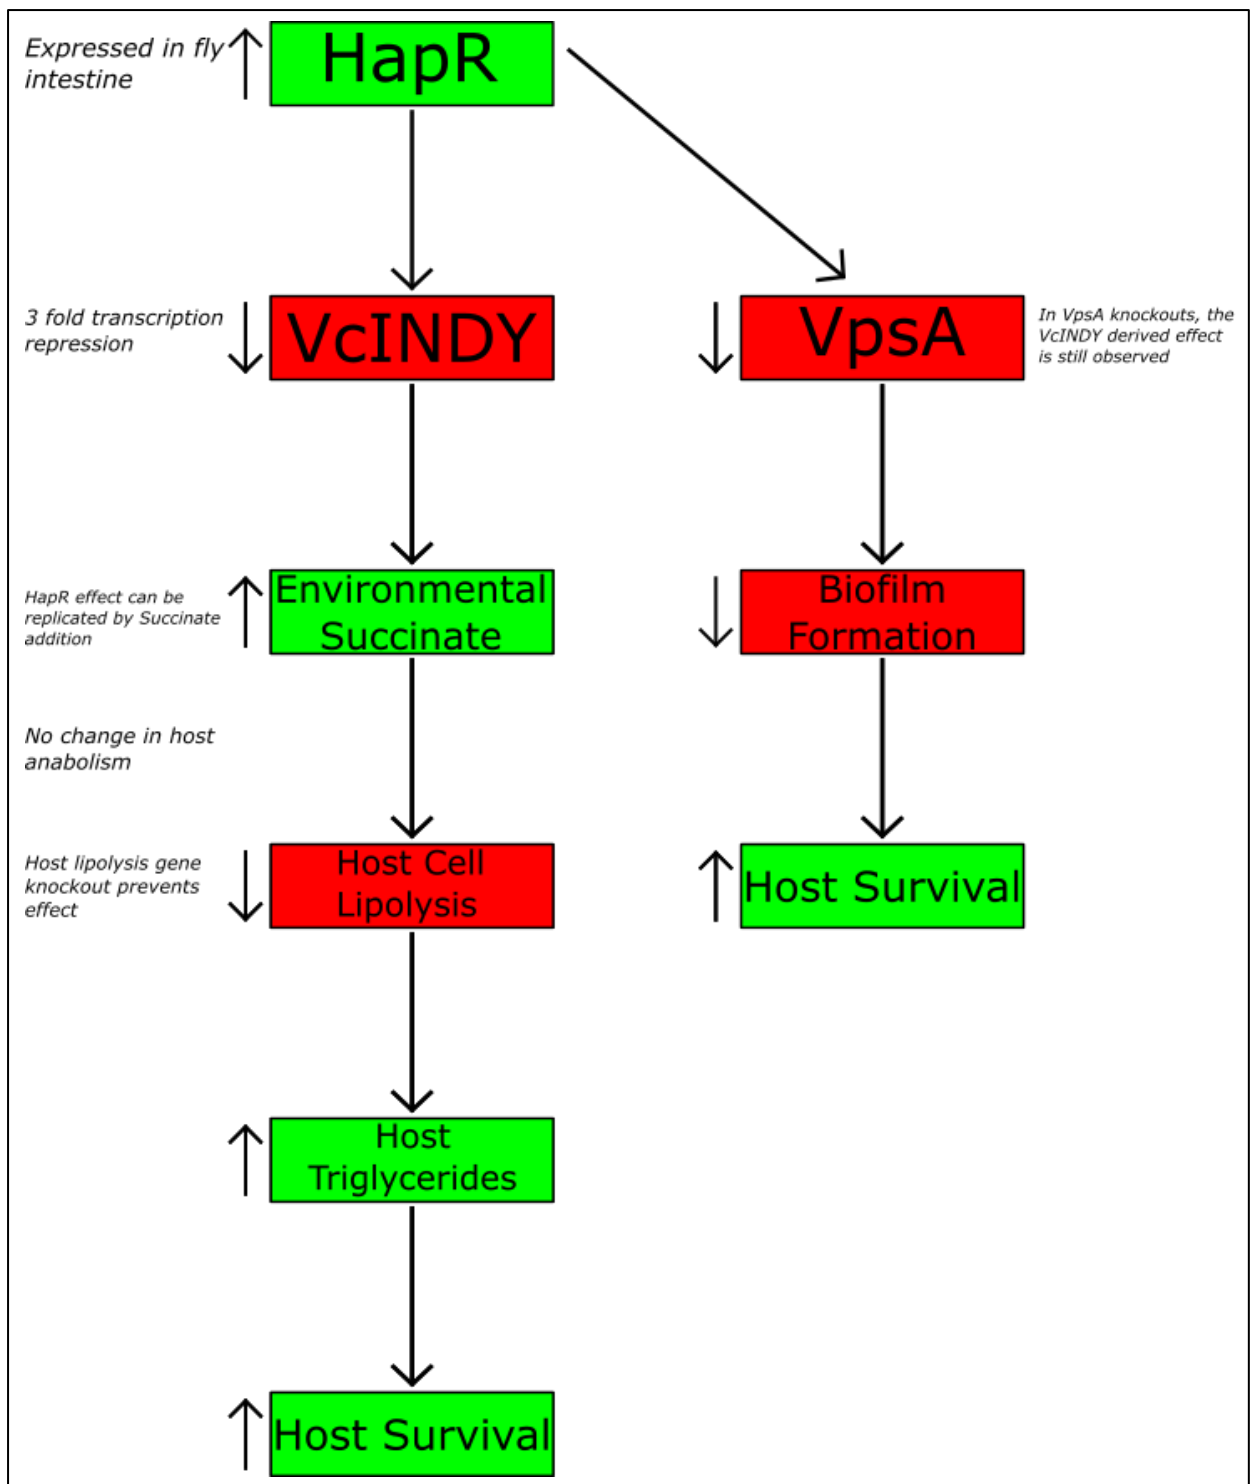 Expressed in fly
intestine
HapR
3 fold transcription
repression
VcINDY
VpsA
In VpsA knockouts, the
VcINDY derived effect
is still observed
HapR effect can be
replicated by Succinate
addition
Environmental
Succinate
Biofilm
Formation
No change in host
anabolism
Host lipolysis gene
knockout prevents
effect
Host Cell
Lipolysis
Host Survival
Host
Triglycerides
Host Survival